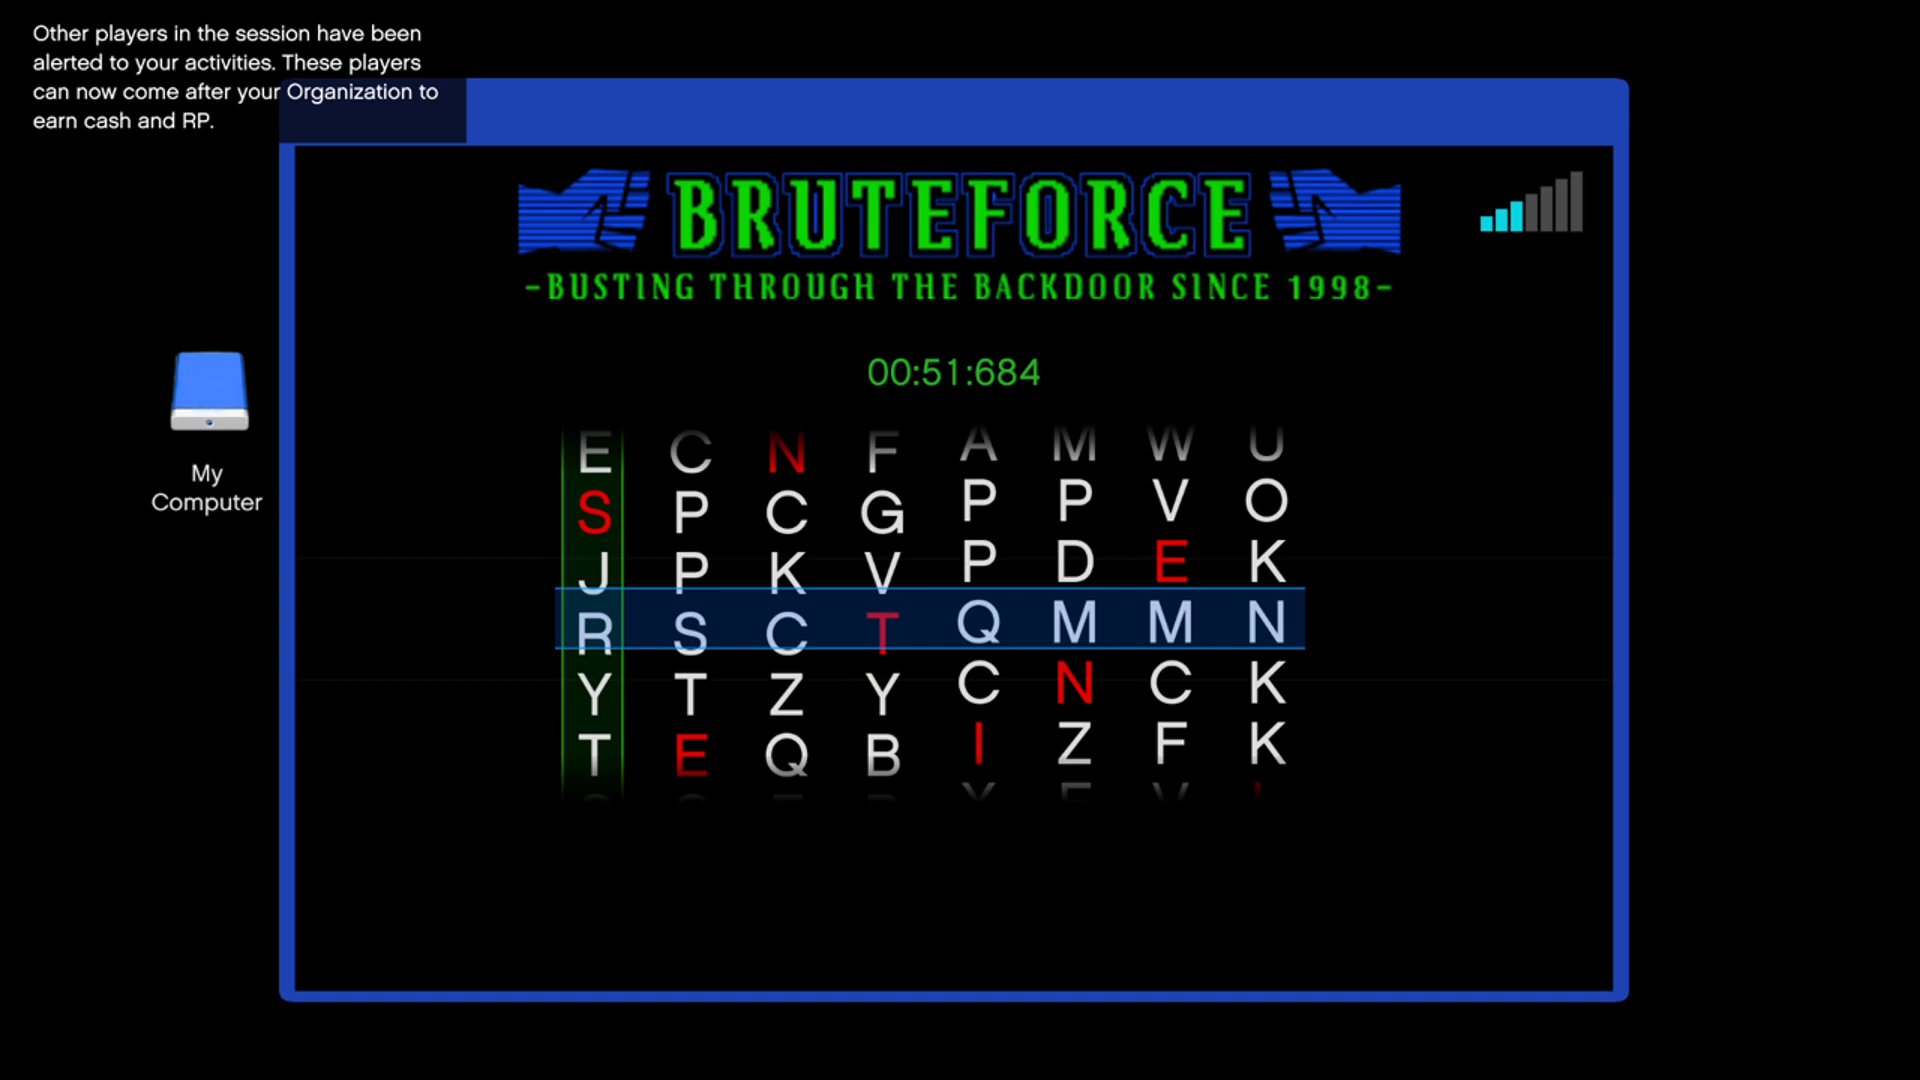 Other players in the session have been
alerted to your activities. These players
can now come after your Organization to
earn cash and RP.
BRUTEFORCE
-BUSTING THROUGH THE BACKDOOR SINCE 1998-
00:51:684
My
Computer
E C N F A M W U
S P C G P P V O
J P K V P D E K
R S C T Q M M N
Y T Z Y C N C K
T E Q B I Z F K